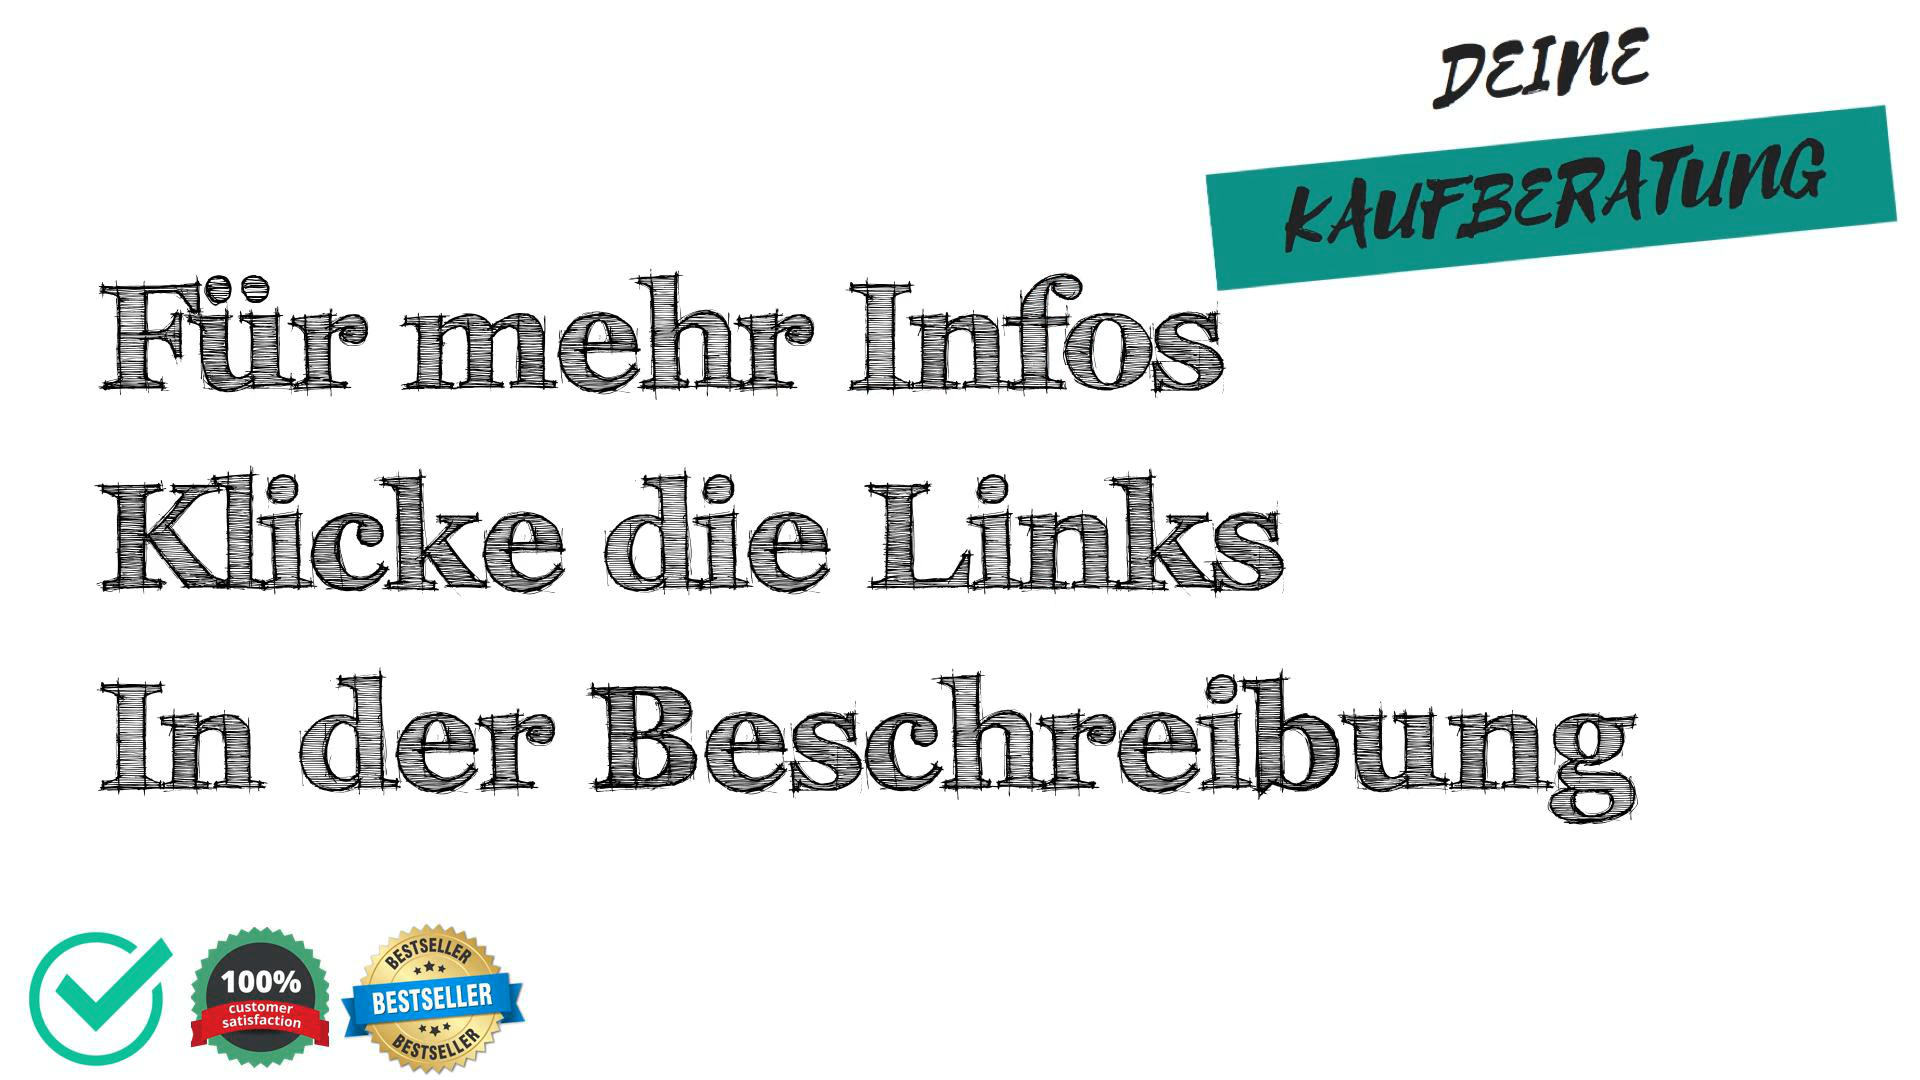 DEINE
KAUFBERATUNG
Für mehr Infos
Klicke die Links
In der Beschreibung
100%
customer
satisfaction
BESTSELLER
BESTSELLER
BESTSELLER